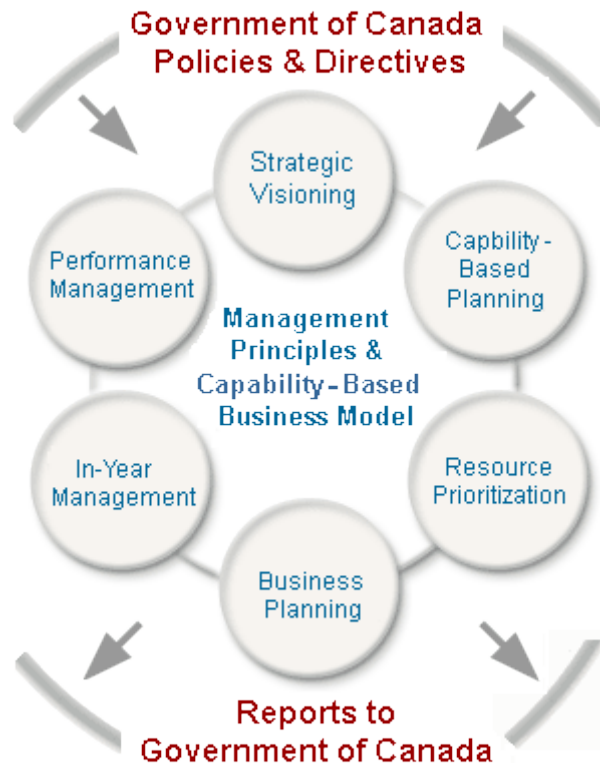 Government of Canada
Policies & Directives
Strategic
Visioning
Performance
Management
Capbility-
Based
Planning
Management
Principles &
Capability-Based
Business Model
In-Year
Management
Resource
Prioritization
Business
Planning
Reports to
Government of Canada